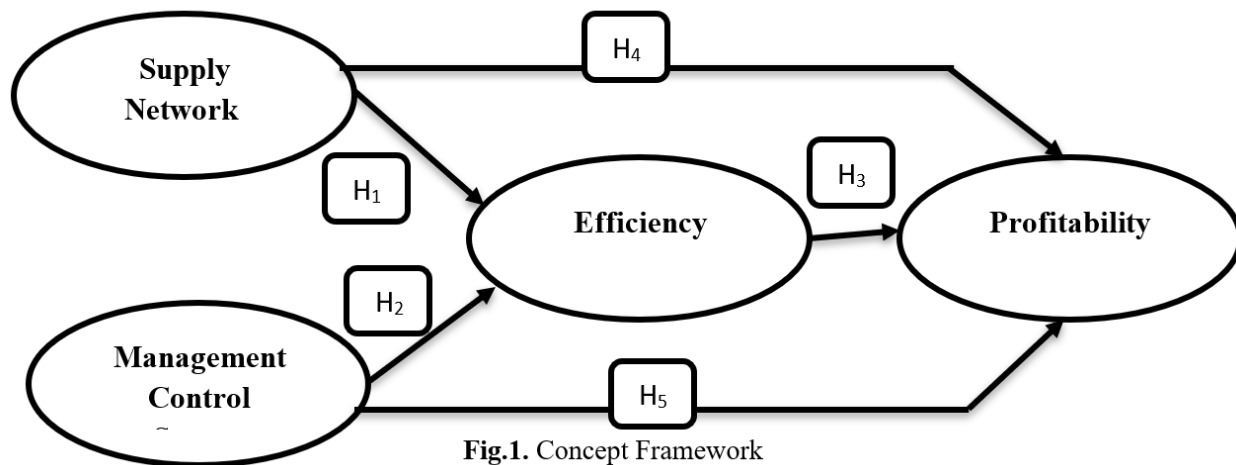 Supply
Network
H₄
H₁
H₃
Efficiency
Profitability
H₂
Management
Control
~
H₅
Fig.1. Concept Framework